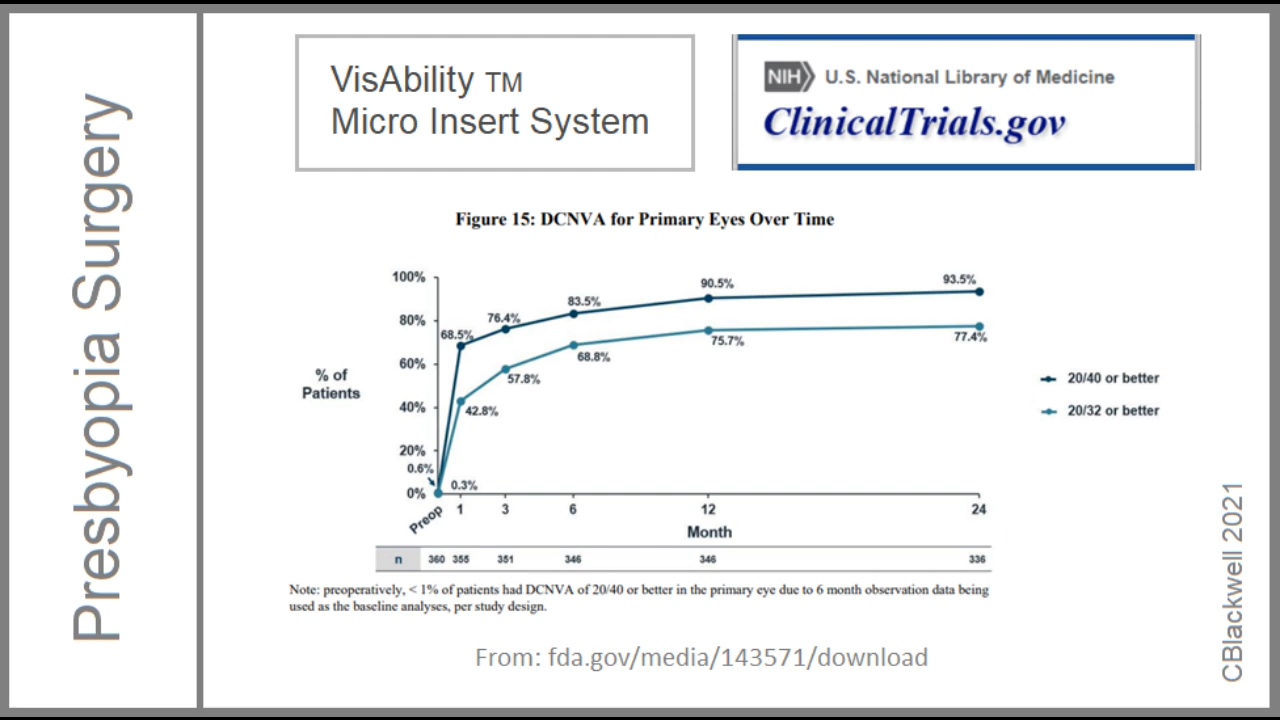 Presbyopia Surgery
VisAbility TM
Micro Insert System
NIH U.S. National Library of Medicine
ClinicalTrials.gov
Figure 15: DCNVA for Primary Eyes Over Time
% of
Patients
100%
80%
60%
40%
20%
0%
0.6%
0.3%
68.5%
76.4%
83.5%
90.5%
93.5%
42.8%
57.8%
68.8%
75.7%
77.4%
20/40 or better
20/32 or better
Preop 1 3 6 12 24
Month
n 360 355 351 346 346 336
Note: preoperatively, < 1% of patients had DCNVA of 20/40 or better in the primary eye due to 6 month observation data being
used as the baseline analyses, per study design.
From: fda.gov/media/143571/download
CBlackwell 2021